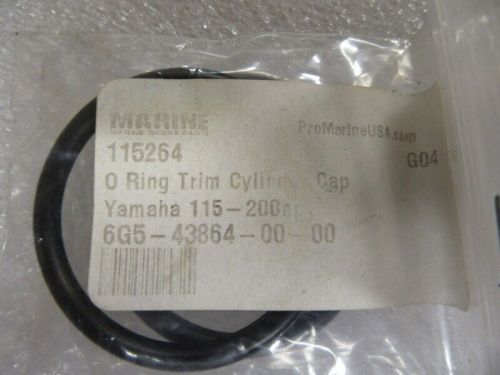 MARINE
ProMarineUSA.com
115264
G04
O Ring Trim Cylinder Cap
Yamaha 115-200hp
6G5-43864-00-00